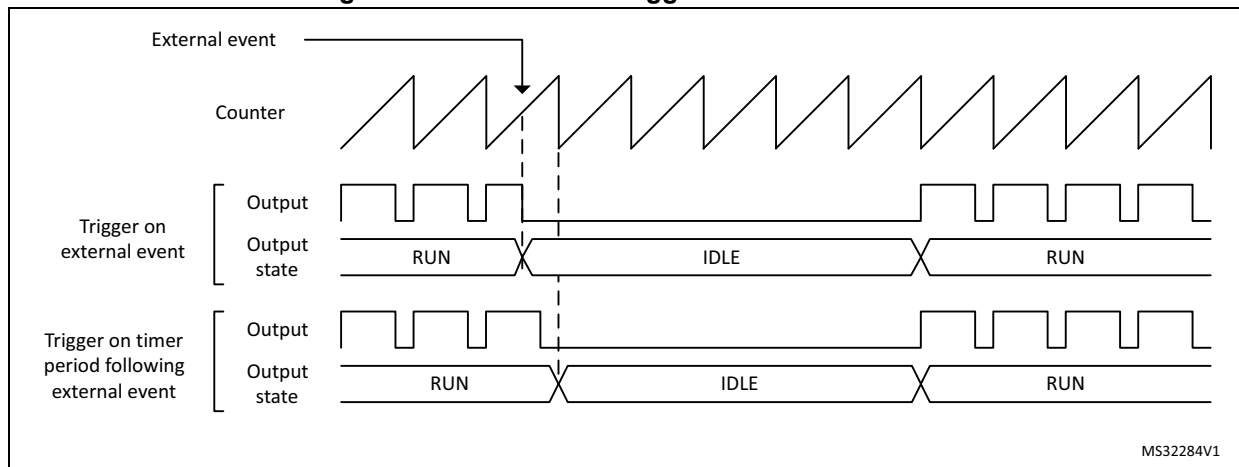 External event
Counter
Trigger on
external event
Output
Output
state
RUN
IDLE
RUN
Trigger on timer
period following
external event
Output
Output
state
RUN
IDLE
RUN
MS32284V1